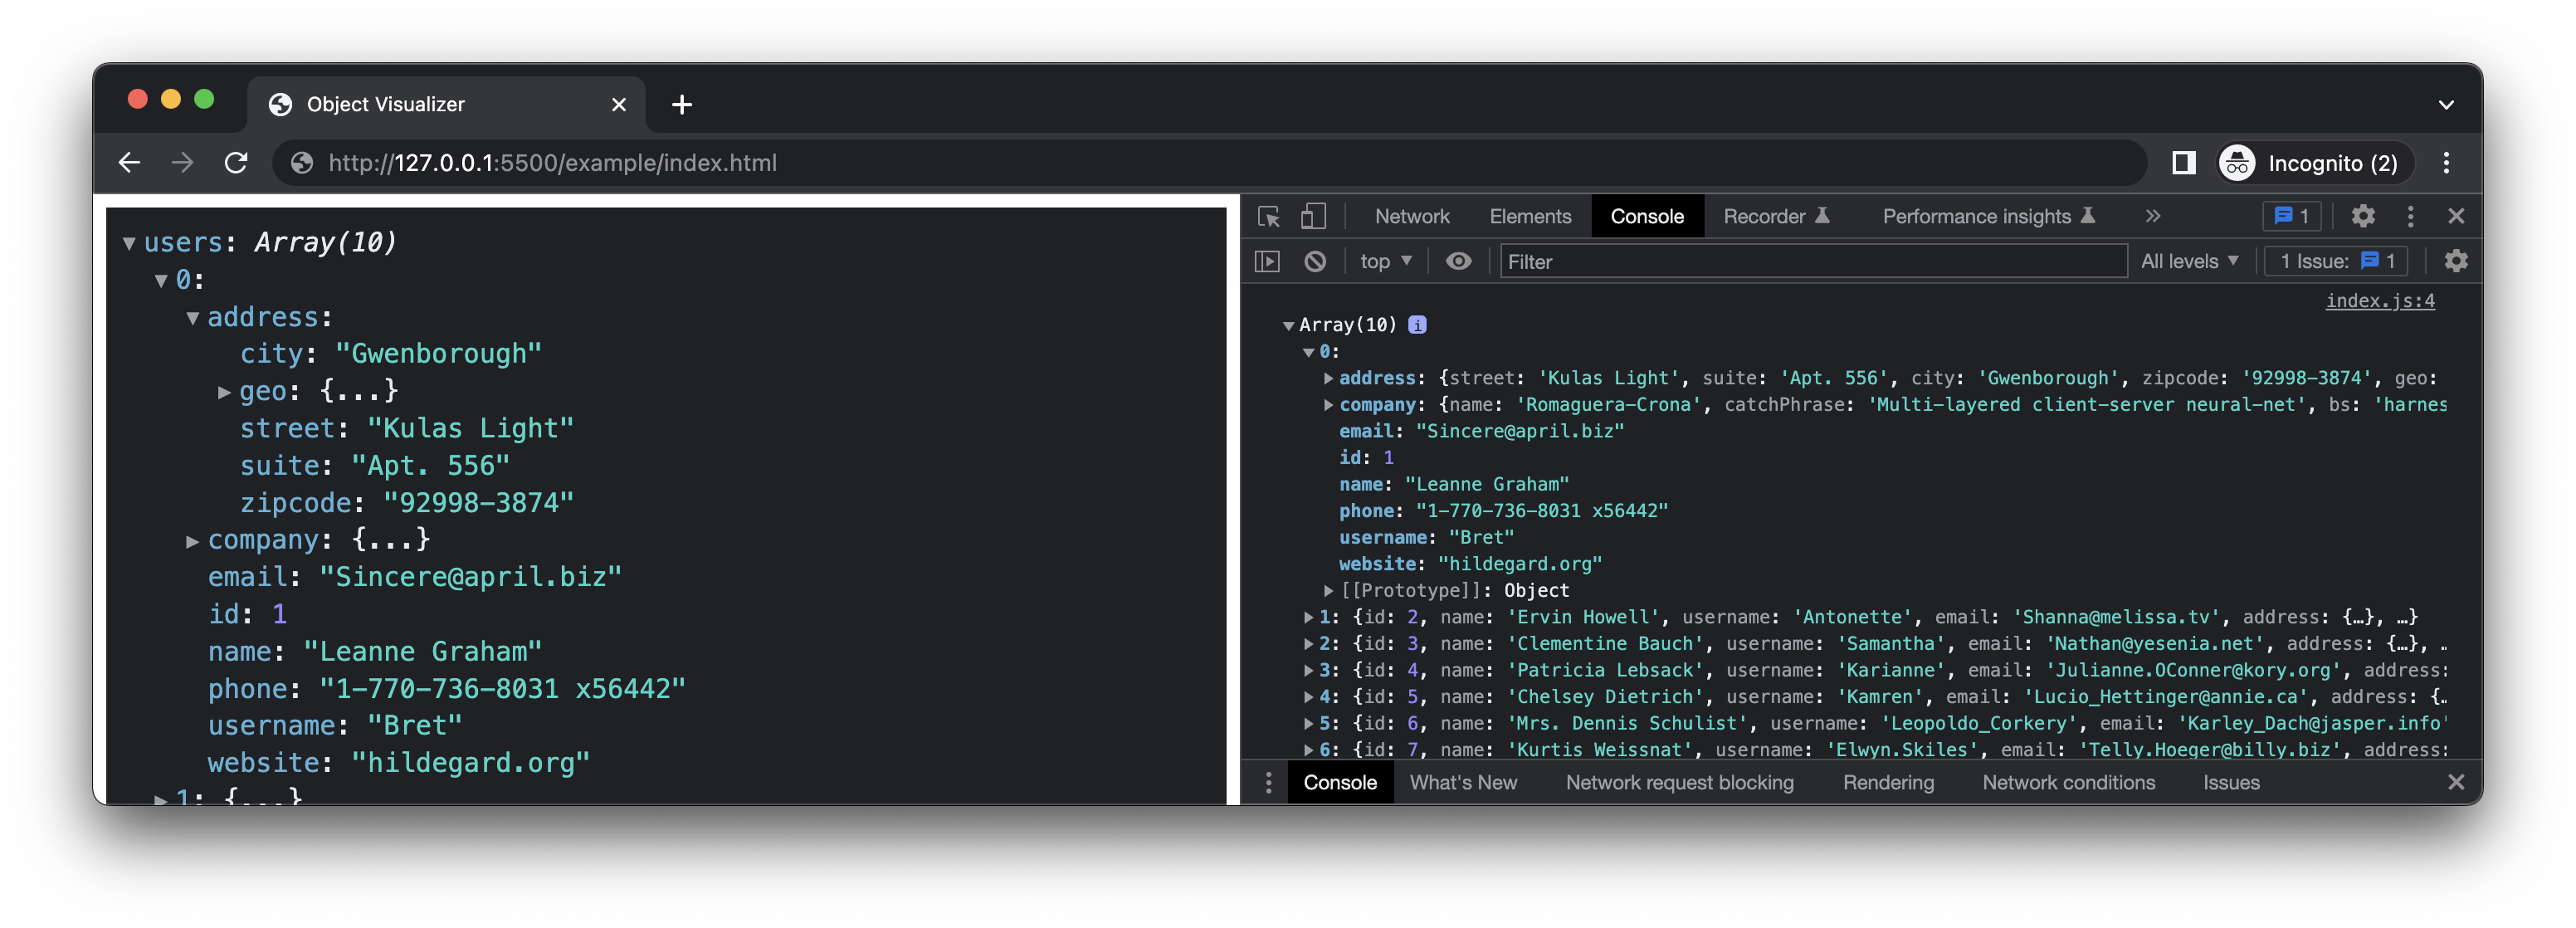 Object Visualizer
http://127.0.0.1:5500/example/index.html
Incognito (2)
▼ users: Array(10)
▼ 0:
▼ address:
city: "Gwenborough"
▶ geo: {...}
street: "Kulas Light"
suite: "Apt. 556"
zipcode: "92998-3874"
▶ company: {...}
email: "Sincere@april.biz"
id: 1
name: "Leanne Graham"
phone: "1-770-736-8031 x56442"
username: "Bret"
website: "hildegard.org"
▶ 1: {...}
Network Elements Console Recorder Performance insights » 1
top ▼ Filter All levels ▼ 1 Issue: 1
index.js:4
▼ Array(10) i
▼ 0:
▶ address: {street: 'Kulas Light', suite: 'Apt. 556', city: 'Gwenborough', zipcode: '92998-3874', geo:
▶ company: {name: 'Romaguera-Crona', catchPhrase: 'Multi-layered client-server neural-net', bs: 'harnes
email: "Sincere@april.biz"
id: 1
name: "Leanne Graham"
phone: "1-770-736-8031 x56442"
username: "Bret"
website: "hildegard.org"
▶ [[Prototype]]: Object
▶ 1: {id: 2, name: 'Ervin Howell', username: 'Antonette', email: 'Shanna@melissa.tv', address: {…}, …}
▶ 2: {id: 3, name: 'Clementine Bauch', username: 'Samantha', email: 'Nathan@yesenia.net', address: {…}, …
▶ 3: {id: 4, name: 'Patricia Lebsack', username: 'Karianne', email: 'Julianne.OConner@kory.org', address:
▶ 4: {id: 5, name: 'Chelsey Dietrich', username: 'Kamren', email: 'Lucio_Hettinger@annie.ca', address: {…
▶ 5: {id: 6, name: 'Mrs. Dennis Schulist', username: 'Leopoldo_Corkery', email: 'Karley_Dach@jasper.info'
▶ 6: {id: 7, name: 'Kurtis Weissnat', username: 'Elwyn.Skiles', email: 'Telly.Hoeger@billy.biz', address:
Console What's New Network request blocking Rendering Network conditions Issues